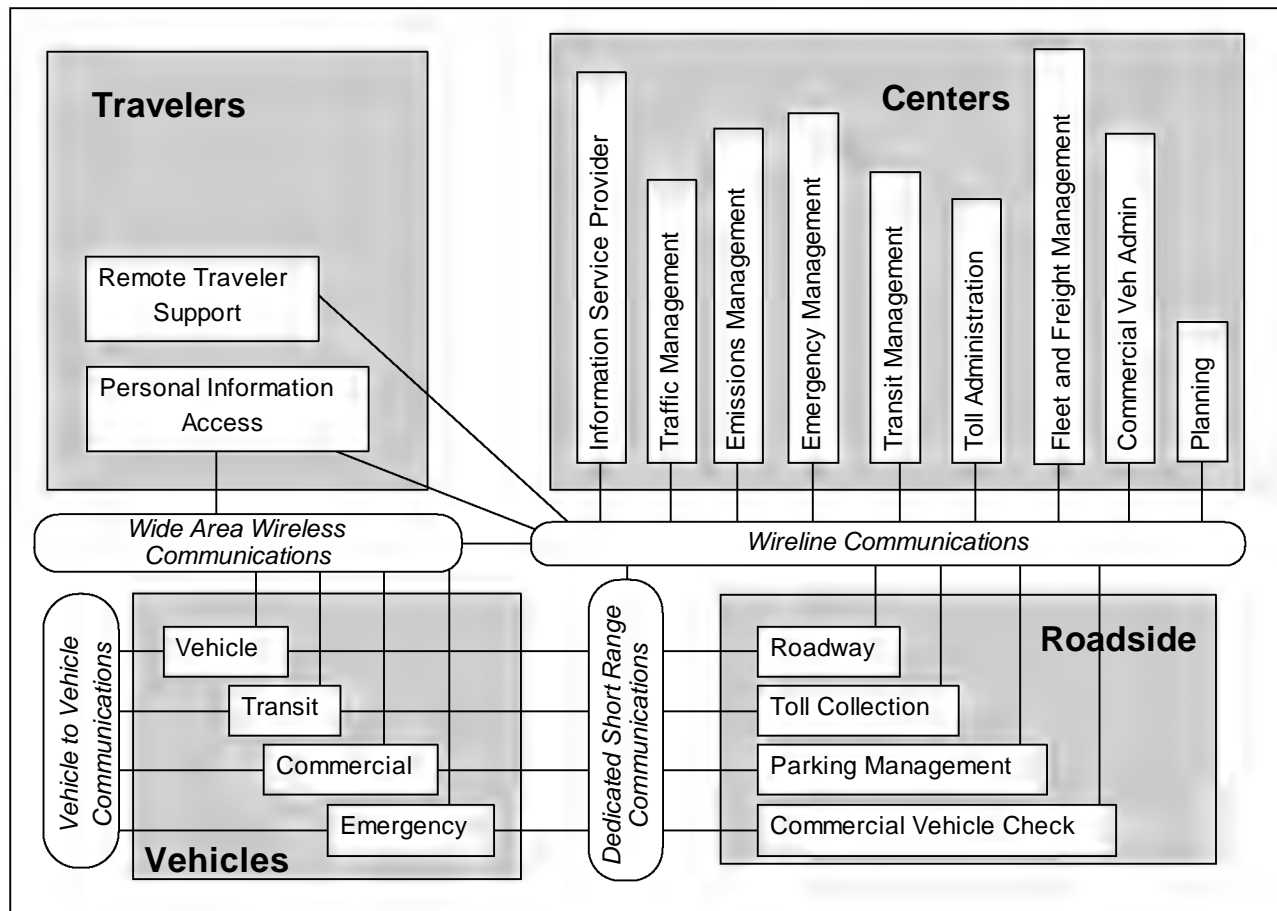 Travelers
Remote Traveler
Support
Personal Information
Access
Centers
Information Service Provider
Traffic Management
Emissions Management
Emergency Management
Transit Management
Toll Administration
Fleet and Freight Management
Commercial Veh Admin
Planning
Wide Area Wireless
Communications
Wireline Communications
Vehicle to Vehicle
Communications
Vehicle
Transit
Commercial
Emergency
Vehicles
Dedicated Short Range
Communications
Roadside
Roadway
Toll Collection
Parking Management
Commercial Vehicle Check